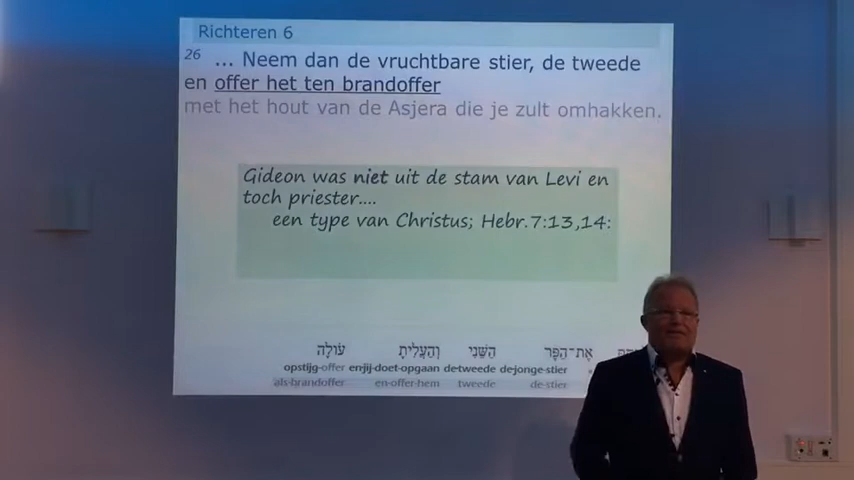 Richteren 6
26 ... Neem dan de vruchtbare stier, de tweede
en offer het ten brandoffer
met het hout van de Asjera die je zult omhakken.
Gideon was niet uit de stam van Levi en
toch priester....
een type van Christus; Hebr.7:13,14:
אֶת־הַפָּר הַשֵּׁנִי וְהַעֲלִיתָ עוֹלָה
opstijg-offer en-jij-doet-opgaan de-tweede de-jonge-stier
als-brandoffer en-offer-hem tweede de-stier